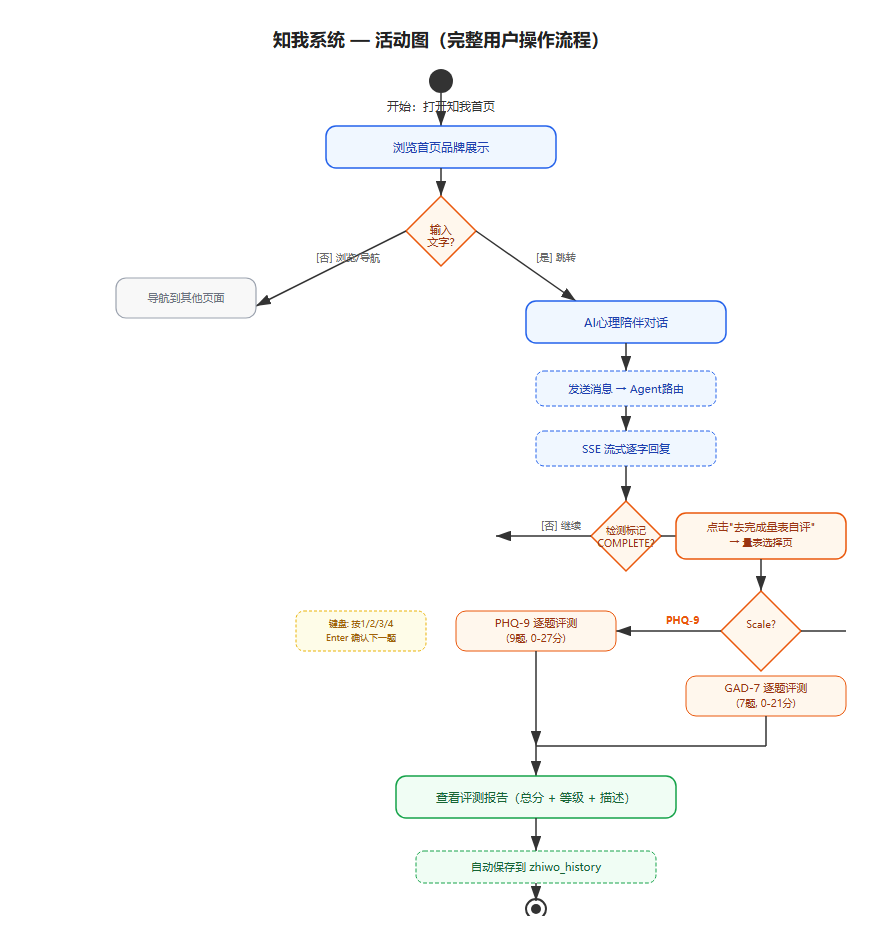 知我系统 — 活动图（完整用户操作流程）
开始：打开知我首页
浏览首页品牌展示
输入
文字?
[否] 浏览/导航
[是] 跳转
导航到其他页面
AI心理陪伴对话
发送消息 → Agent路由
SSE 流式逐字回复
[否] 继续
检测标记
COMPLETE?
点击"去完成量表自评"
→ 量表选择页
键盘: 按1/2/3/4
Enter 确认下一题
PHQ-9 逐题评测
(9题, 0-27分)
PHQ-9
Scale?
GAD-7 逐题评测
(7题, 0-21分)
查看评测报告（总分 + 等级 + 描述）
自动保存到 zhiwo_history